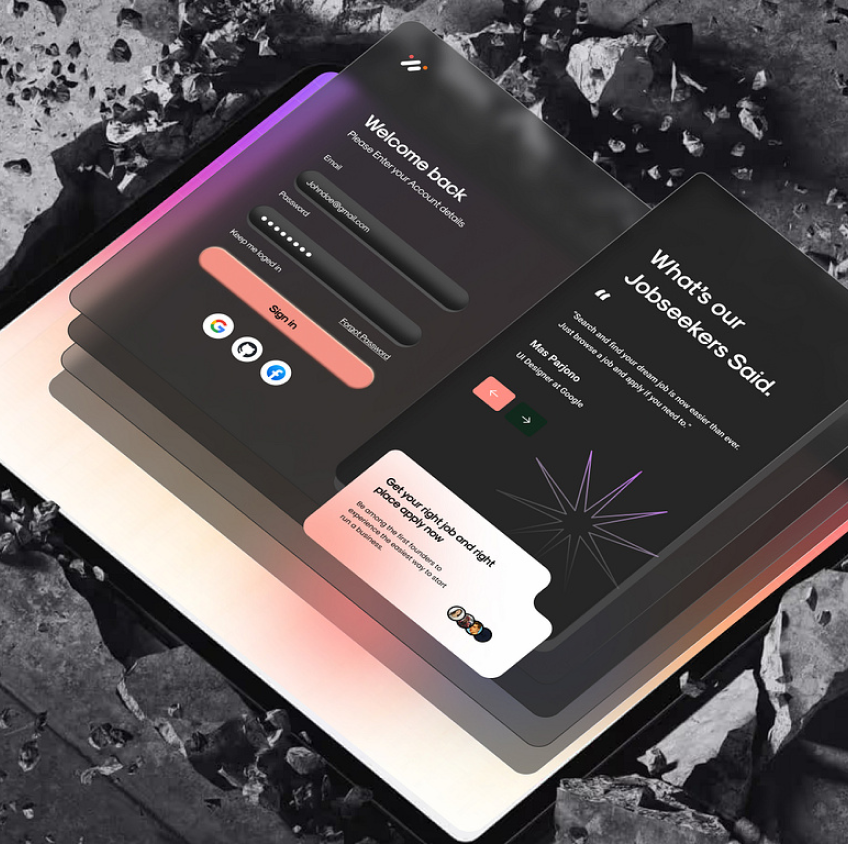 Welcome back
Please Enter your Account details
Email
Johndoe@gmail.com
Password
Keep me loged in
Forgot Password
Sign in
What's our
Jobseekers Said.
“
"Search and find your dream job is now easier than ever.
Just browse a job and apply if you need to."
Mas Parjono
UI Designer at Google
Get your right job and right
place apply now
Be among the first founders to
experience the easiest way to start
run a business.